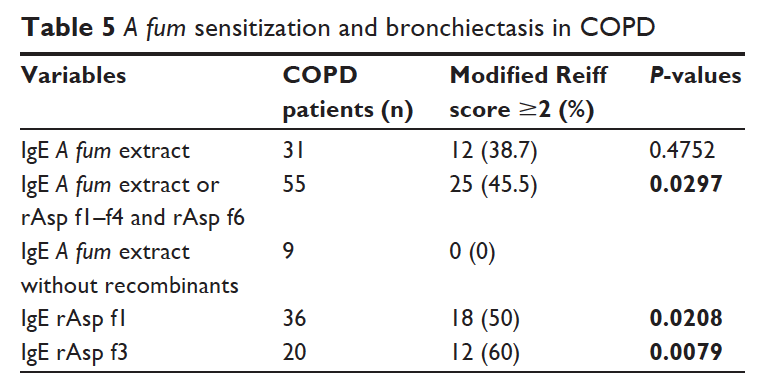 Table 5 A fum sensitization and bronchiectasis in COPD
Variables COPD patients (n) Modified Reiff score ≥2 (%) P-values
IgE A fum extract 31 12 (38.7) 0.4752
IgE A fum extract or 55 25 (45.5) 0.0297
rAsp f1–f4 and rAsp f6
IgE A fum extract 9 0 (0)
without recombinants
IgE rAsp f1 36 18 (50) 0.0208
IgE rAsp f3 20 12 (60) 0.0079